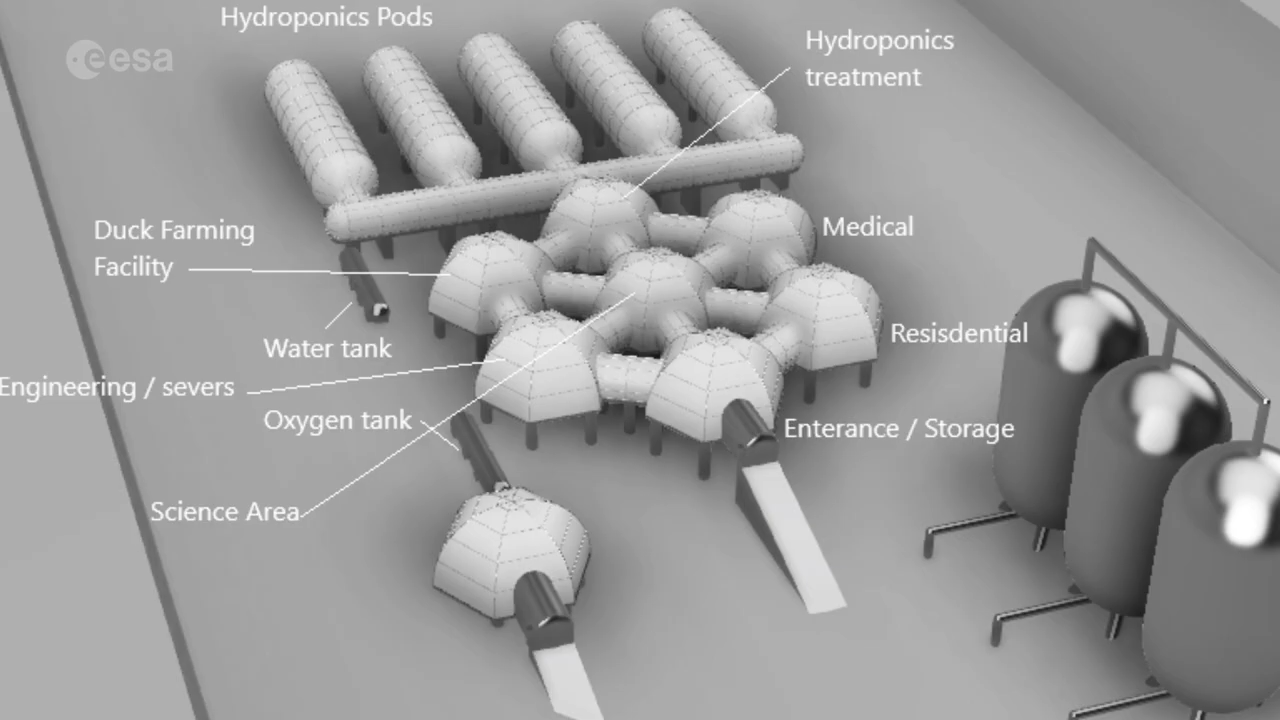 Hydroponics Pods
esa
Hydroponics
treatment
Duck Farming
Facility
Medical
Water tank
Resisdential
Engineering / severs
Oxygen tank
Enterance / Storage
Science Area